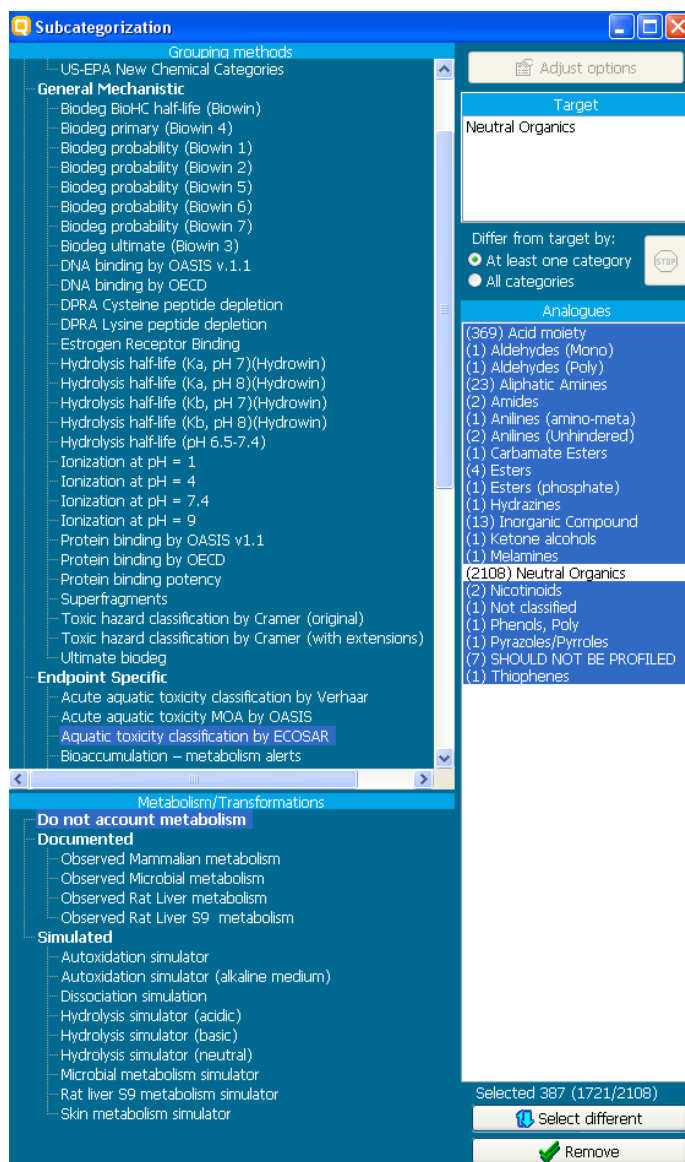 Subcategorization
Grouping methods
US-EPA New Chemical Categories
General Mechanistic
Biodeg BioHC half-life (Biowin)
Biodeg primary (Biowin 4)
Biodeg probability (Biowin 1)
Biodeg probability (Biowin 2)
Biodeg probability (Biowin 5)
Biodeg probability (Biowin 6)
Biodeg probability (Biowin 7)
Biodeg ultimate (Biowin 3)
DNA binding by OASIS v.1.1
DNA binding by OECD
DPRA Cysteine peptide depletion
DPRA Lysine peptide depletion
Estrogen Receptor Binding
Hydrolysis half-life (Ka, pH 7)(Hydrowin)
Hydrolysis half-life (Ka, pH 8)(Hydrowin)
Hydrolysis half-life (Kb, pH 7)(Hydrowin)
Hydrolysis half-life (Kb, pH 8)(Hydrowin)
Hydrolysis half-life (pH 6.5-7.4)
Ionization at pH = 1
Ionization at pH = 4
Ionization at pH = 7.4
Ionization at pH = 9
Protein binding by OASIS v1.1
Protein binding by OECD
Protein binding potency
Superfragments
Toxic hazard classification by Cramer (original)
Toxic hazard classification by Cramer (with extensions)
Ultimate biodeg
Endpoint Specific
Acute aquatic toxicity classification by Verhaar
Acute aquatic toxicity MOA by OASIS
Aquatic toxicity classification by ECOSAR
Bioaccumulation – metabolism alerts
Metabolism/Transformations
Do not account metabolism
Documented
Observed Mammalian metabolism
Observed Microbial metabolism
Observed Rat Liver metabolism
Observed Rat Liver S9 metabolism
Simulated
Autoxidation simulator
Autoxidation simulator (alkaline medium)
Dissociation simulation
Hydrolysis simulator (acidic)
Hydrolysis simulator (basic)
Hydrolysis simulator (neutral)
Microbial metabolism simulator
Rat liver S9 metabolism simulator
Skin metabolism simulator
Adjust options
Target
Neutral Organics
Differ from target by:
At least one category
All categories
STOP
Analogues
(369) Acid moiety
(1) Aldehydes (Mono)
(1) Aldehydes (Poly)
(23) Aliphatic Amines
(2) Amides
(1) Anilines (amino-meta)
(2) Anilines (Unhindered)
(1) Carbamate Esters
(4) Esters
(1) Esters (phosphate)
(1) Hydrazines
(13) Inorganic Compound
(1) Ketone alcohols
(1) Melamines
(2108) Neutral Organics
(2) Nicotinoids
(1) Not classified
(1) Phenols, Poly
(1) Pyrazoles/Pyrroles
(7) SHOULD NOT BE PROFILED
(1) Thiophenes
Selected 387 (1721/2108)
Select different
Remove